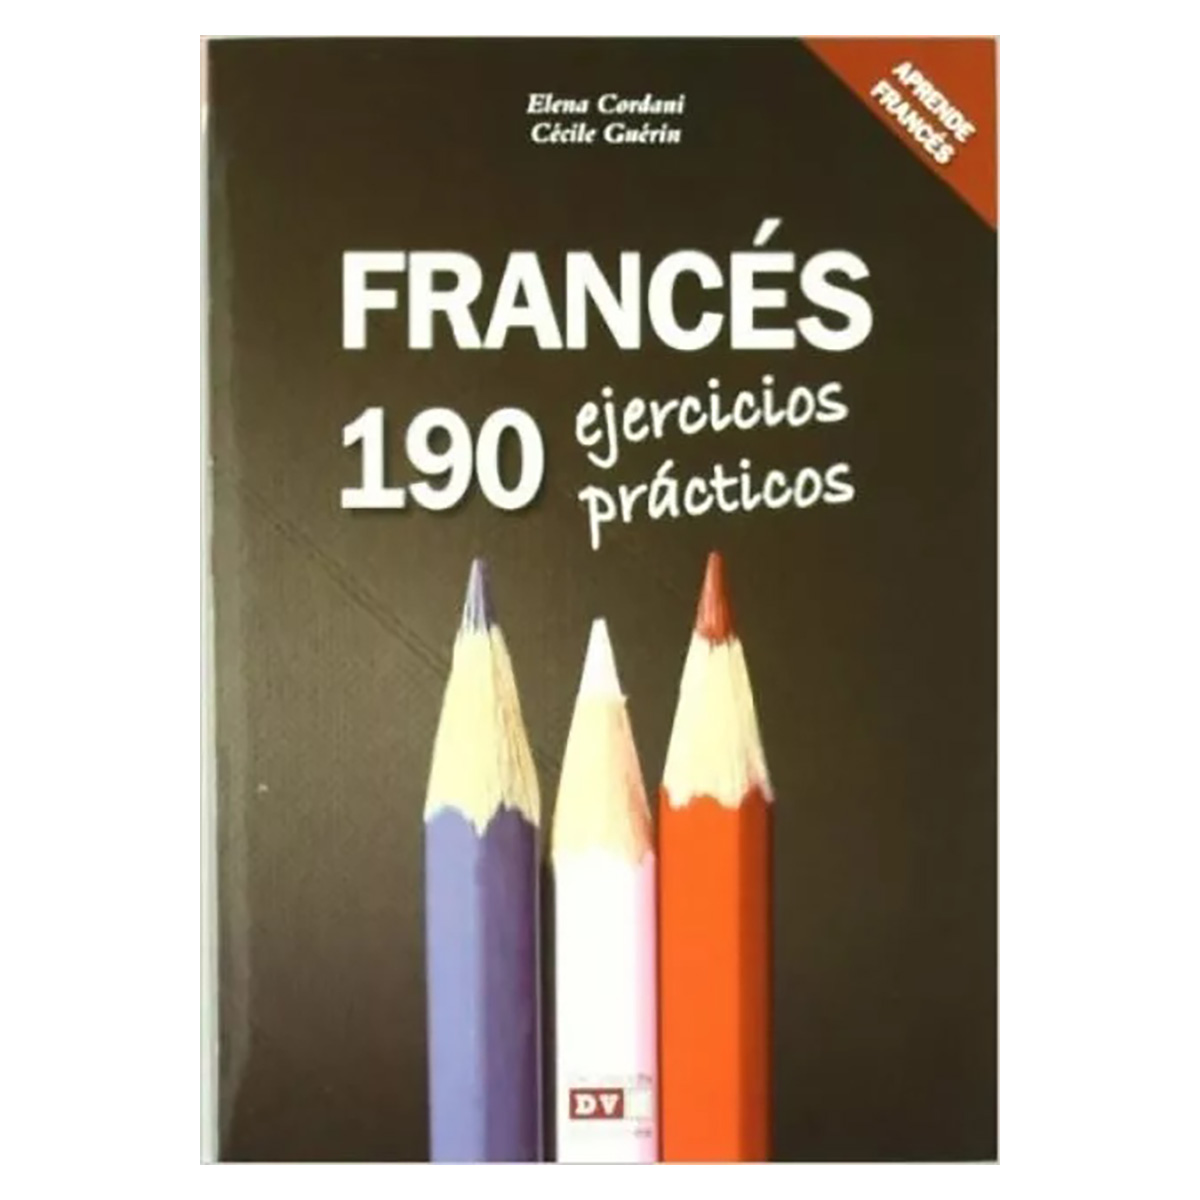 Elena Cordani
Cécile Guérin
APRENDE
FRANCÉS
FRANCÉS
190 ejercicios
prácticos
DV